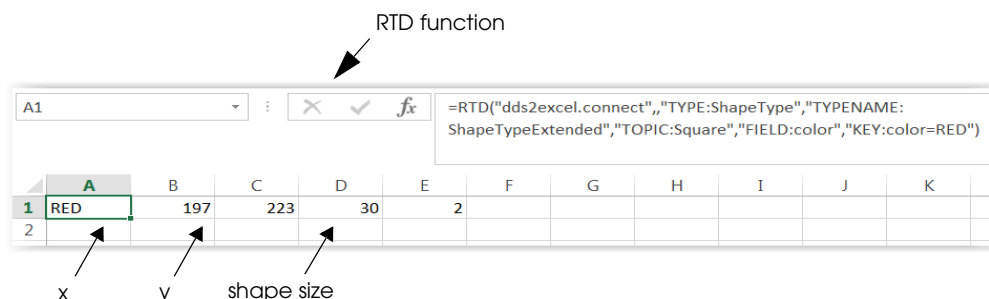 RTD function
A1
fx
=RTD("dds2excel.connect",,"TYPE:ShapeType","TYPENAME:
ShapeTypeExtended","TOPIC:Square","FIELD:color","KEY:color=RED")
A B C D E F G H I J K
1 RED 197 223 30 2
2
x y shape size